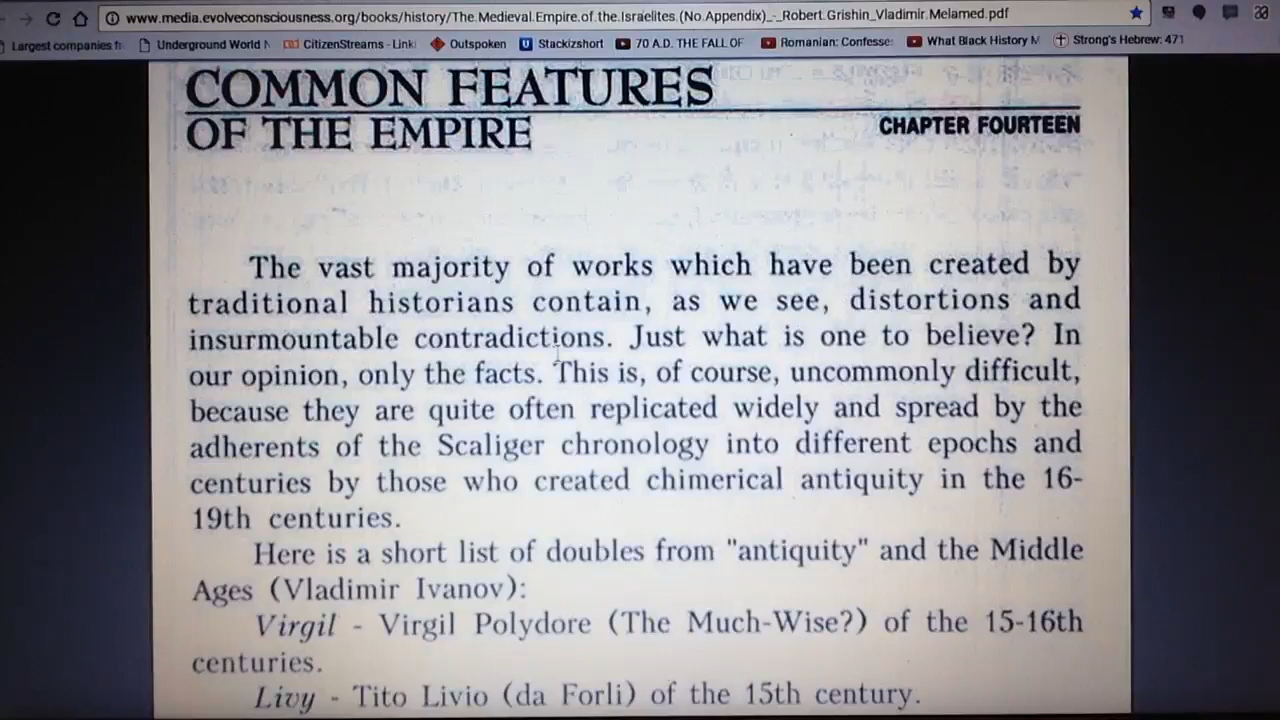 www.media.evolveconsciousness.org/books/history/The.Medieval.Empire.of.the.Israelites.(No.Appendix)_-_Robert.Grishin_Vladimir.Melamed.pdf
Largest companies fr Underground World N CitizenStreams - Link Outspoken Stackizshort 70 A.D. THE FALL OF Romanian: Confesse: What Black History M Strong's Hebrew: 471
COMMON FEATURES
OF THE EMPIRE
CHAPTER FOURTEEN
The vast majority of works which have been created by
traditional historians contain, as we see, distortions and
insurmountable contradictions. Just what is one to believe? In
our opinion, only the facts. This is, of course, uncommonly difficult,
because they are quite often replicated widely and spread by the
adherents of the Scaliger chronology into different epochs and
centuries by those who created chimerical antiquity in the 16-
19th centuries.
Here is a short list of doubles from "antiquity" and the Middle
Ages (Vladimir Ivanov):
Virgil - Virgil Polydore (The Much-Wise?) of the 15-16th
centuries.
Livy - Tito Livio (da Forli) of the 15th century.